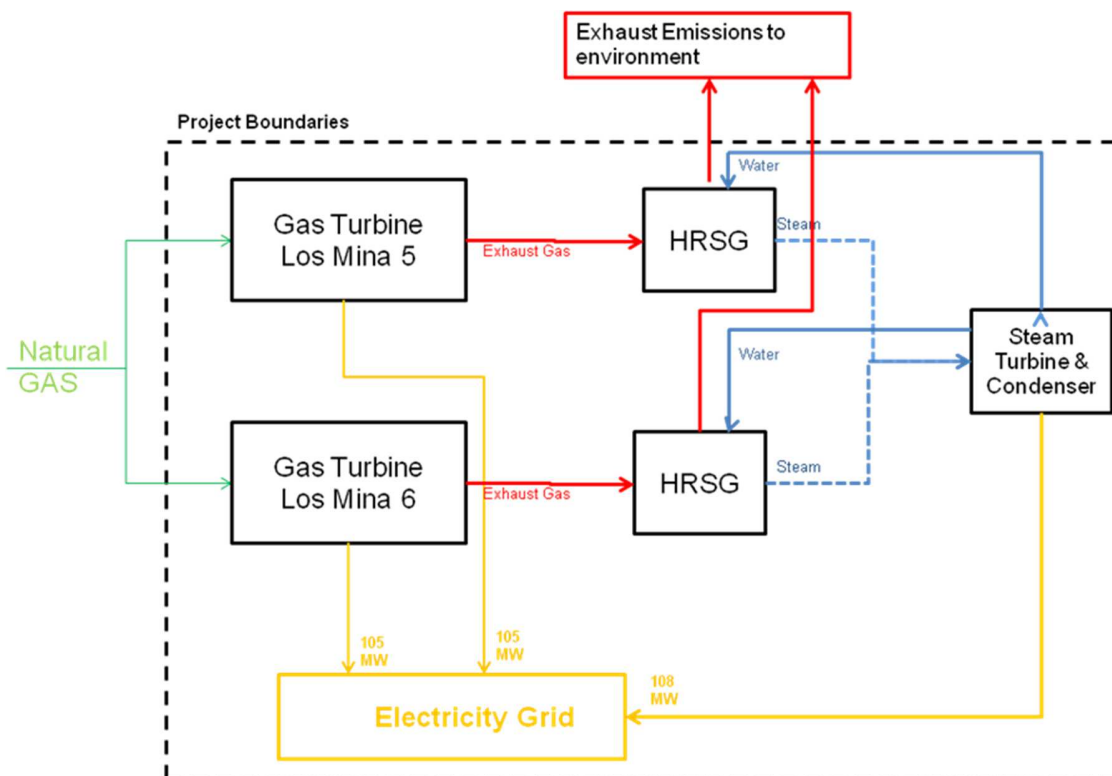 Exhaust Emissions to
environment
Project Boundaries
Water
Gas Turbine
Los Mina 5
Exhaust Gas
HRSG
Steam
Natural
GAS
Water
Steam
Turbine &
Condenser
Gas Turbine
Los Mina 6
Exhaust Gas
HRSG
Steam
105
MW
105
MW
108
MW
Electricity Grid